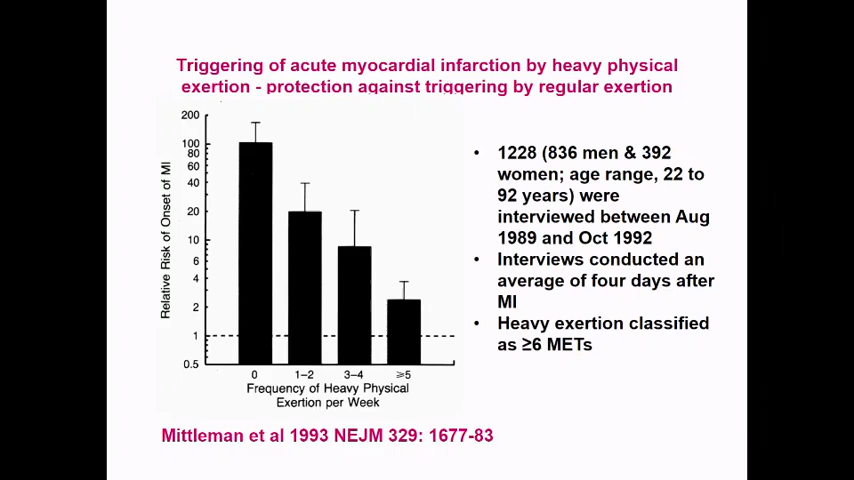 Triggering of acute myocardial infarction by heavy physical
exertion - protection against triggering by regular exertion
200
100
80
60
40
20
10
6
4
2
1
0.5
Relative Risk of Onset of MI
0 1–2 3–4 ≥5
Frequency of Heavy Physical
Exertion per Week
• 1228 (836 men & 392
women; age range, 22 to
92 years) were
interviewed between Aug
1989 and Oct 1992
• Interviews conducted an
average of four days after
MI
• Heavy exertion classified
as ≥6 METs
Mittleman et al 1993 NEJM 329: 1677-83